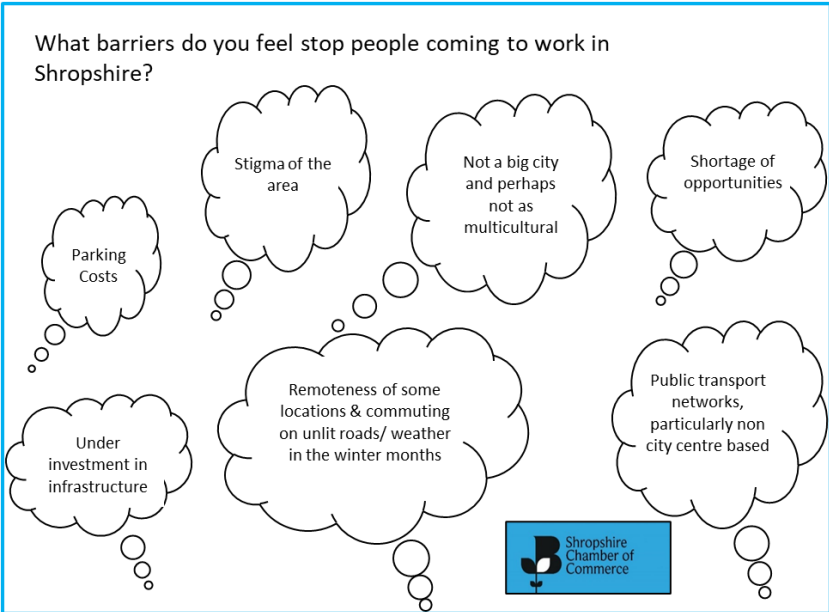 What barriers do you feel stop people coming to work in
Shropshire?
Stigma of the
area
Not a big city
and perhaps
not as
multicultural
Shortage of
opportunities
Parking
Costs
Remoteness of some
locations & commuting
on unlit roads/ weather
in the winter months
Public transport
networks,
particularly non
city centre based
Under
investment in
infrastructure
Shropshire
Chamber of
Commerce